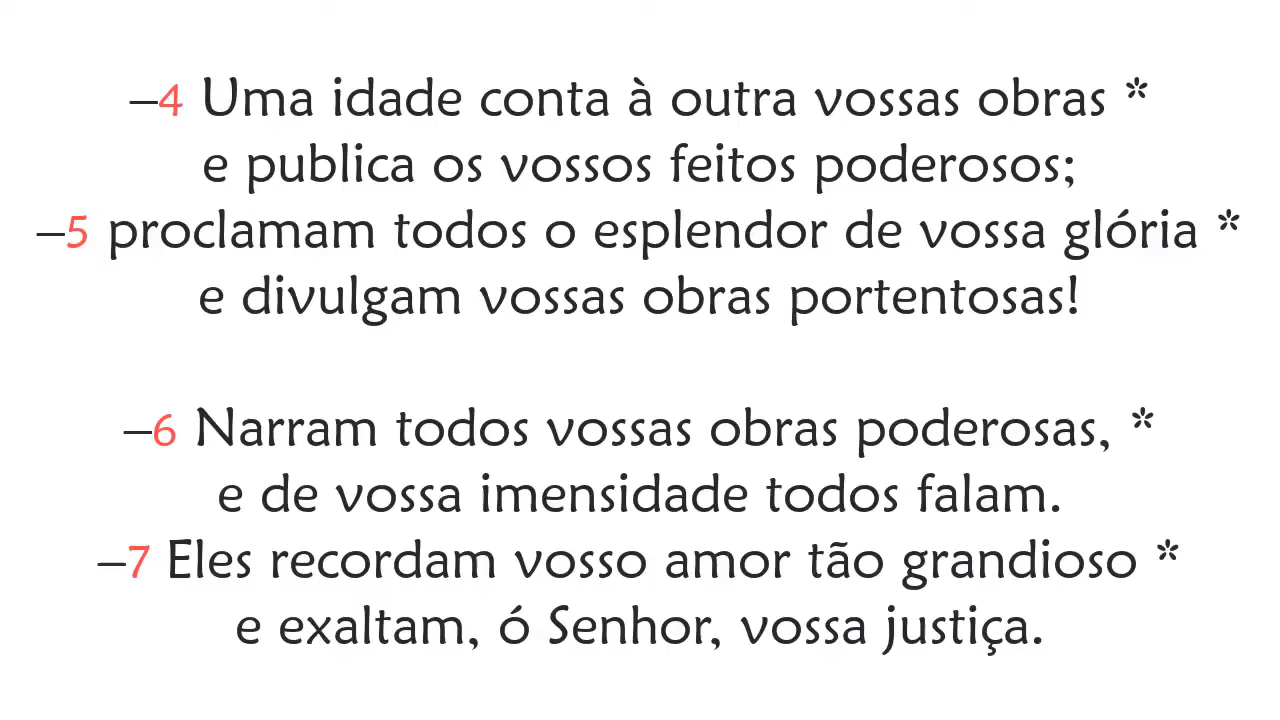 –4 Uma idade conta à outra vossas obras *
e publica os vossos feitos poderosos;
–5 proclamam todos o esplendor de vossa glória *
e divulgam vossas obras portentosas!
–6 Narram todos vossas obras poderosas, *
e de vossa imensidade todos falam.
–7 Eles recordam vosso amor tão grandioso *
e exaltam, ó Senhor, vossa justiça.